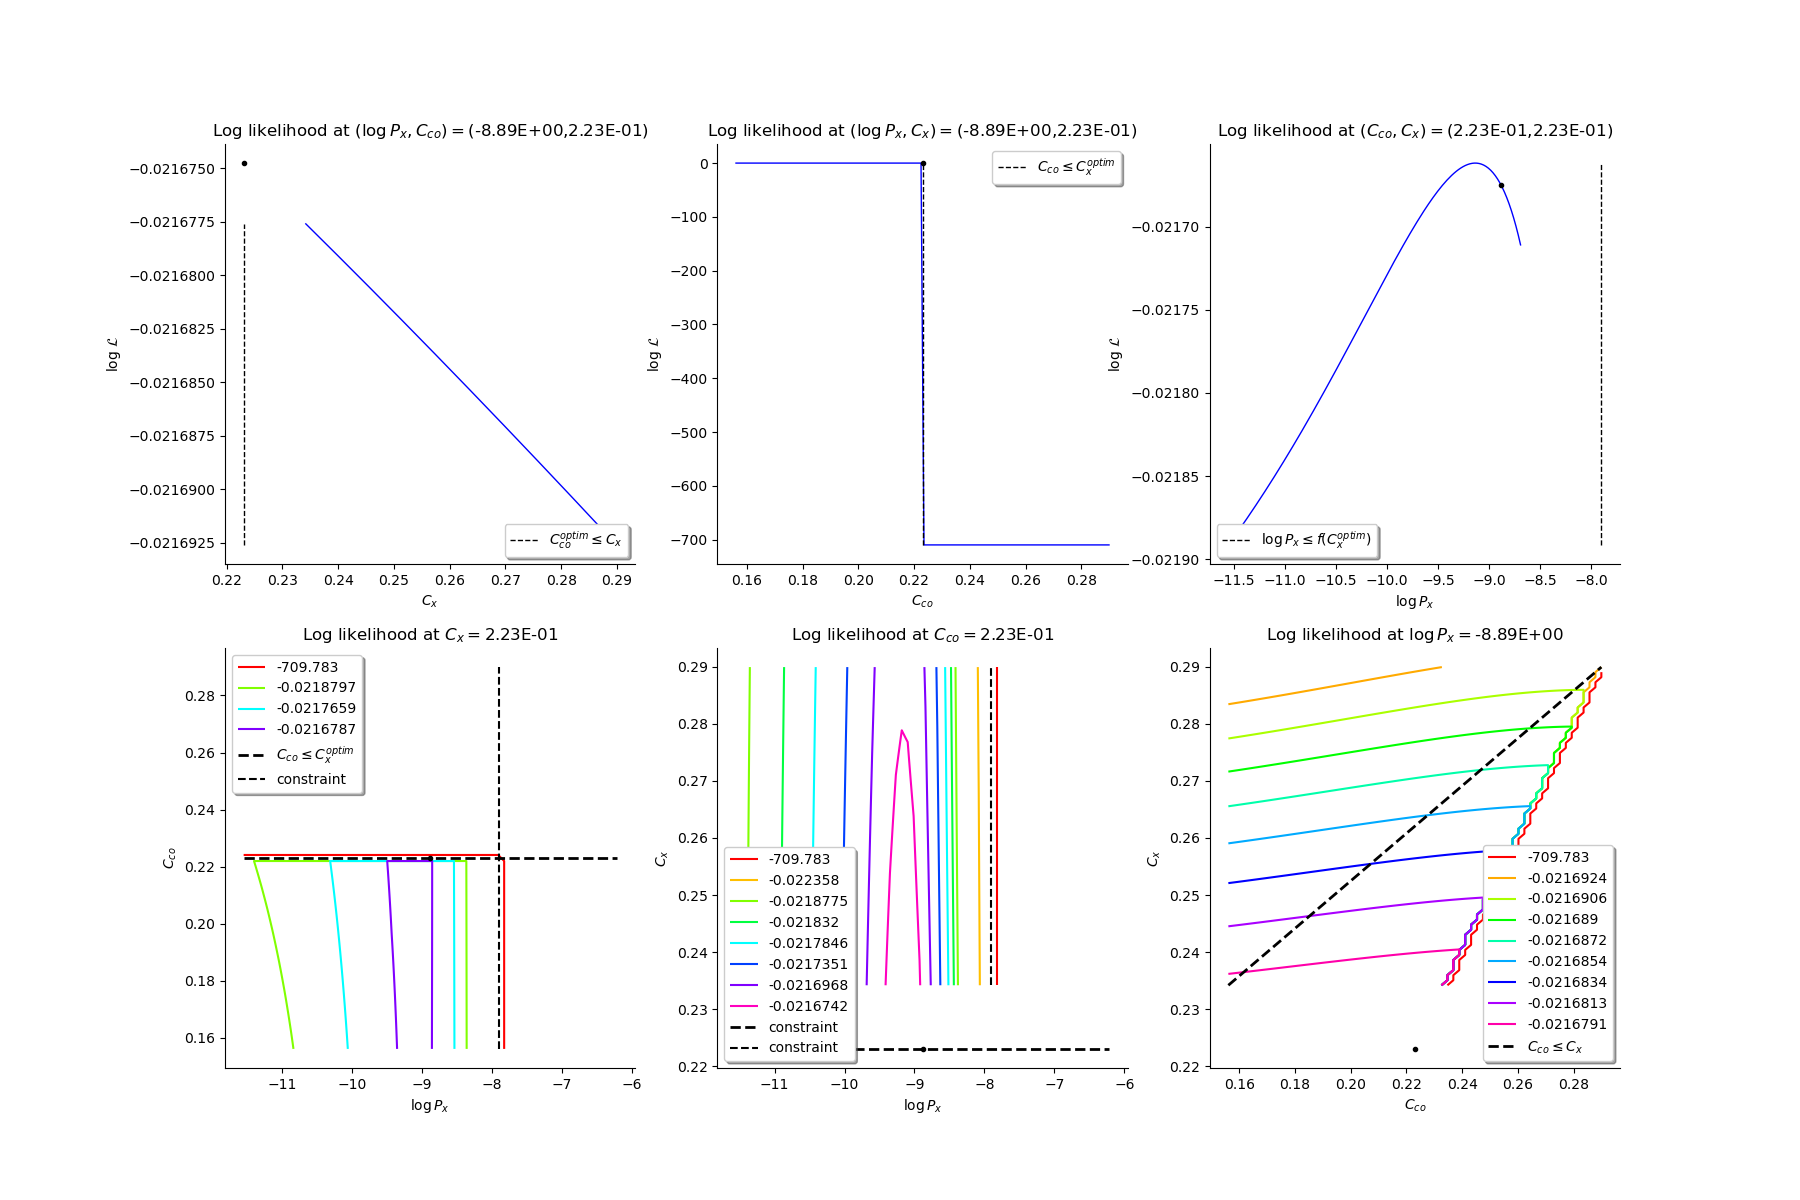 Log likelihood at (log P_x, C_co) = (-8.89E+00,2.23E-01)
−0.0216750
−0.0216775
−0.0216800
−0.0216825
−0.0216850
−0.0216875
−0.0216900
−0.0216925
log ℒ
C_co^optim ≤ C_x
0.22 0.23 0.24 0.25 0.26 0.27 0.28 0.29
C_x
Log likelihood at (log P_x, C_x) = (-8.89E+00,2.23E-01)
0
−100
−200
−300
−400
−500
−600
−700
log ℒ
C_co ≤ C_x^optim
0.16 0.18 0.20 0.22 0.24 0.26 0.28
C_co
Log likelihood at (C_co, C_x) = (2.23E-01,2.23E-01)
−0.02170
−0.02175
−0.02180
−0.02185
−0.02190
log ℒ
log P_x ≤ f(C_x^optim)
−11.5 −11.0 −10.5 −10.0 −9.5 −9.0 −8.5 −8.0
log P_x
Log likelihood at C_x = 2.23E-01
-709.783
-0.0218797
-0.0217659
-0.0216787
C_co ≤ C_x^optim
constraint
0.28
0.26
0.24
0.22
0.20
0.18
0.16
C_co
−11 −10 −9 −8 −7 −6
log P_x
Log likelihood at C_co = 2.23E-01
0.29
0.28
0.27
0.26
0.25
0.24
0.23
0.22
C_x
-709.783
-0.022358
-0.0218775
-0.021832
-0.0217846
-0.0217351
-0.0216968
-0.0216742
constraint
constraint
−11 −10 −9 −8 −7 −6
log P_x
Log likelihood at log P_x = -8.89E+00
0.29
0.28
0.27
0.26
0.25
0.24
0.23
0.22
C_x
-709.783
-0.0216924
-0.0216906
-0.021689
-0.0216872
-0.0216854
-0.0216834
-0.0216813
-0.0216791
C_co ≤ C_x
0.16 0.18 0.20 0.22 0.24 0.26 0.28
C_co